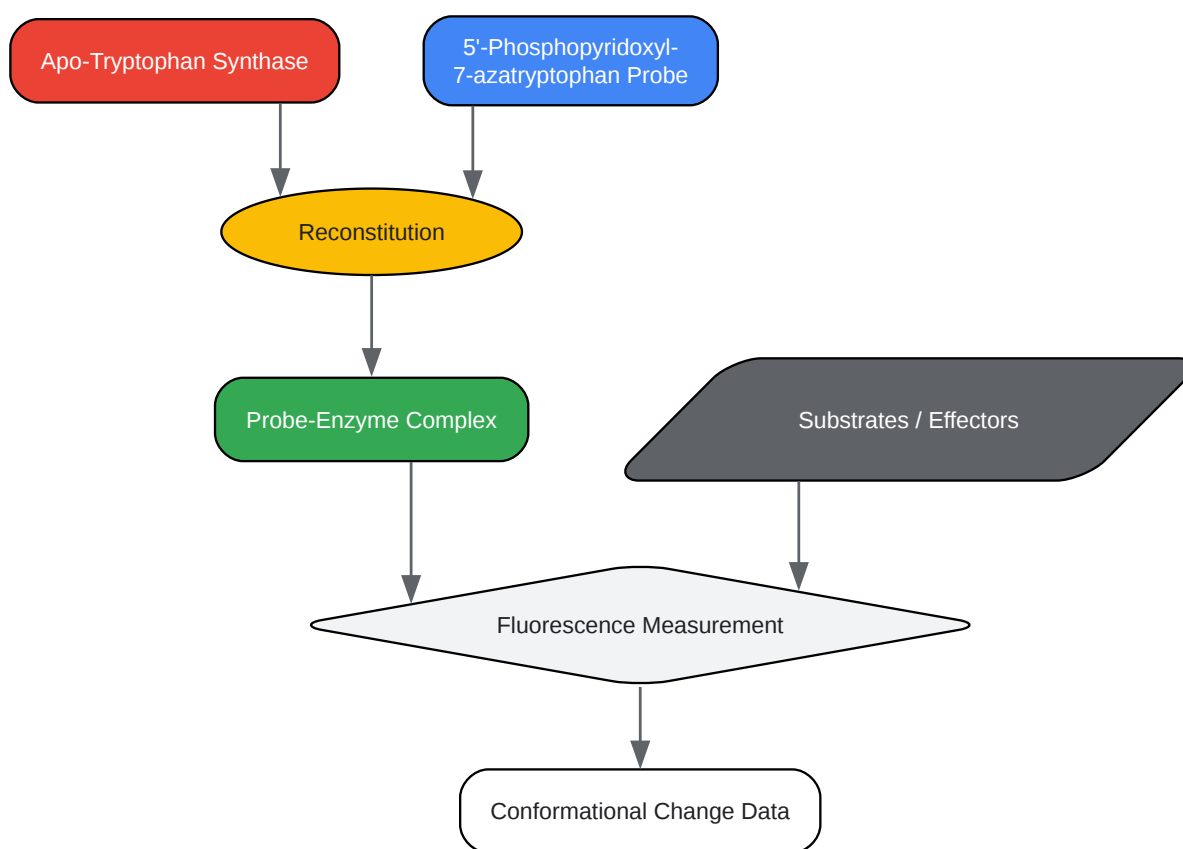 Apo-Tryptophan Synthase
5'-Phosphopyridoxyl-
7-azatryptophan Probe
Reconstitution
Probe-Enzyme Complex
Substrates / Effectors
Fluorescence Measurement
Conformational Change Data